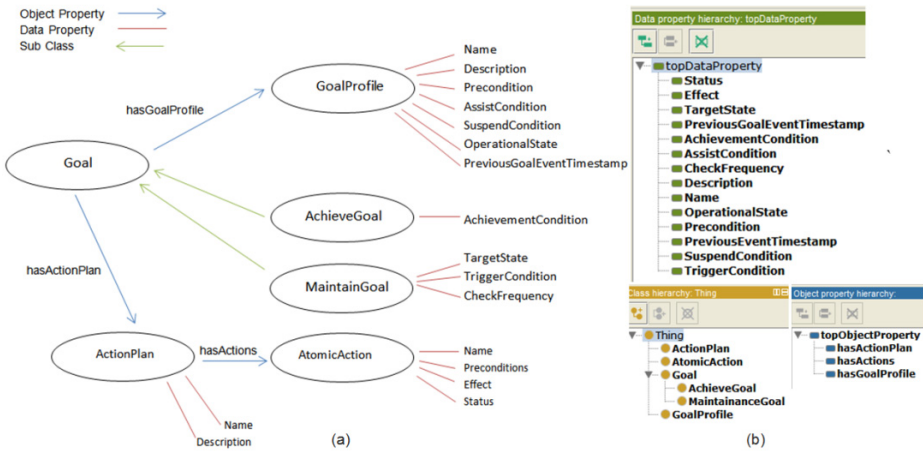 Object Property
Data Property
Sub Class
hasGoalProfile
GoalProfile
Name
Description
Precondition
AssistCondition
SuspendCondition
OperationalState
PreviousGoalEventTimestamp
Goal
AchieveGoal
AchievementCondition
MaintainGoal
TargetState
TriggerCondition
CheckFrequency
hasActionPlan
ActionPlan
hasActions
AtomicAction
Name
Preconditions
Effect
Status
Name
Description
(a)
Data property hierarchy: topDataProperty
topDataProperty
Status
Effect
TargetState
PreviousGoalEventTimestamp
AchievementCondition
AssistCondition
CheckFrequency
Description
Name
OperationalState
Precondition
PreviousEventTimestamp
SuspendCondition
TriggerCondition
Class hierarchy: Thing
Thing
ActionPlan
AtomicAction
Goal
AchieveGoal
MaintainanceGoal
GoalProfile
Object property hierarchy:
topObjectProperty
hasActionPlan
hasActions
hasGoalProfile
(b)